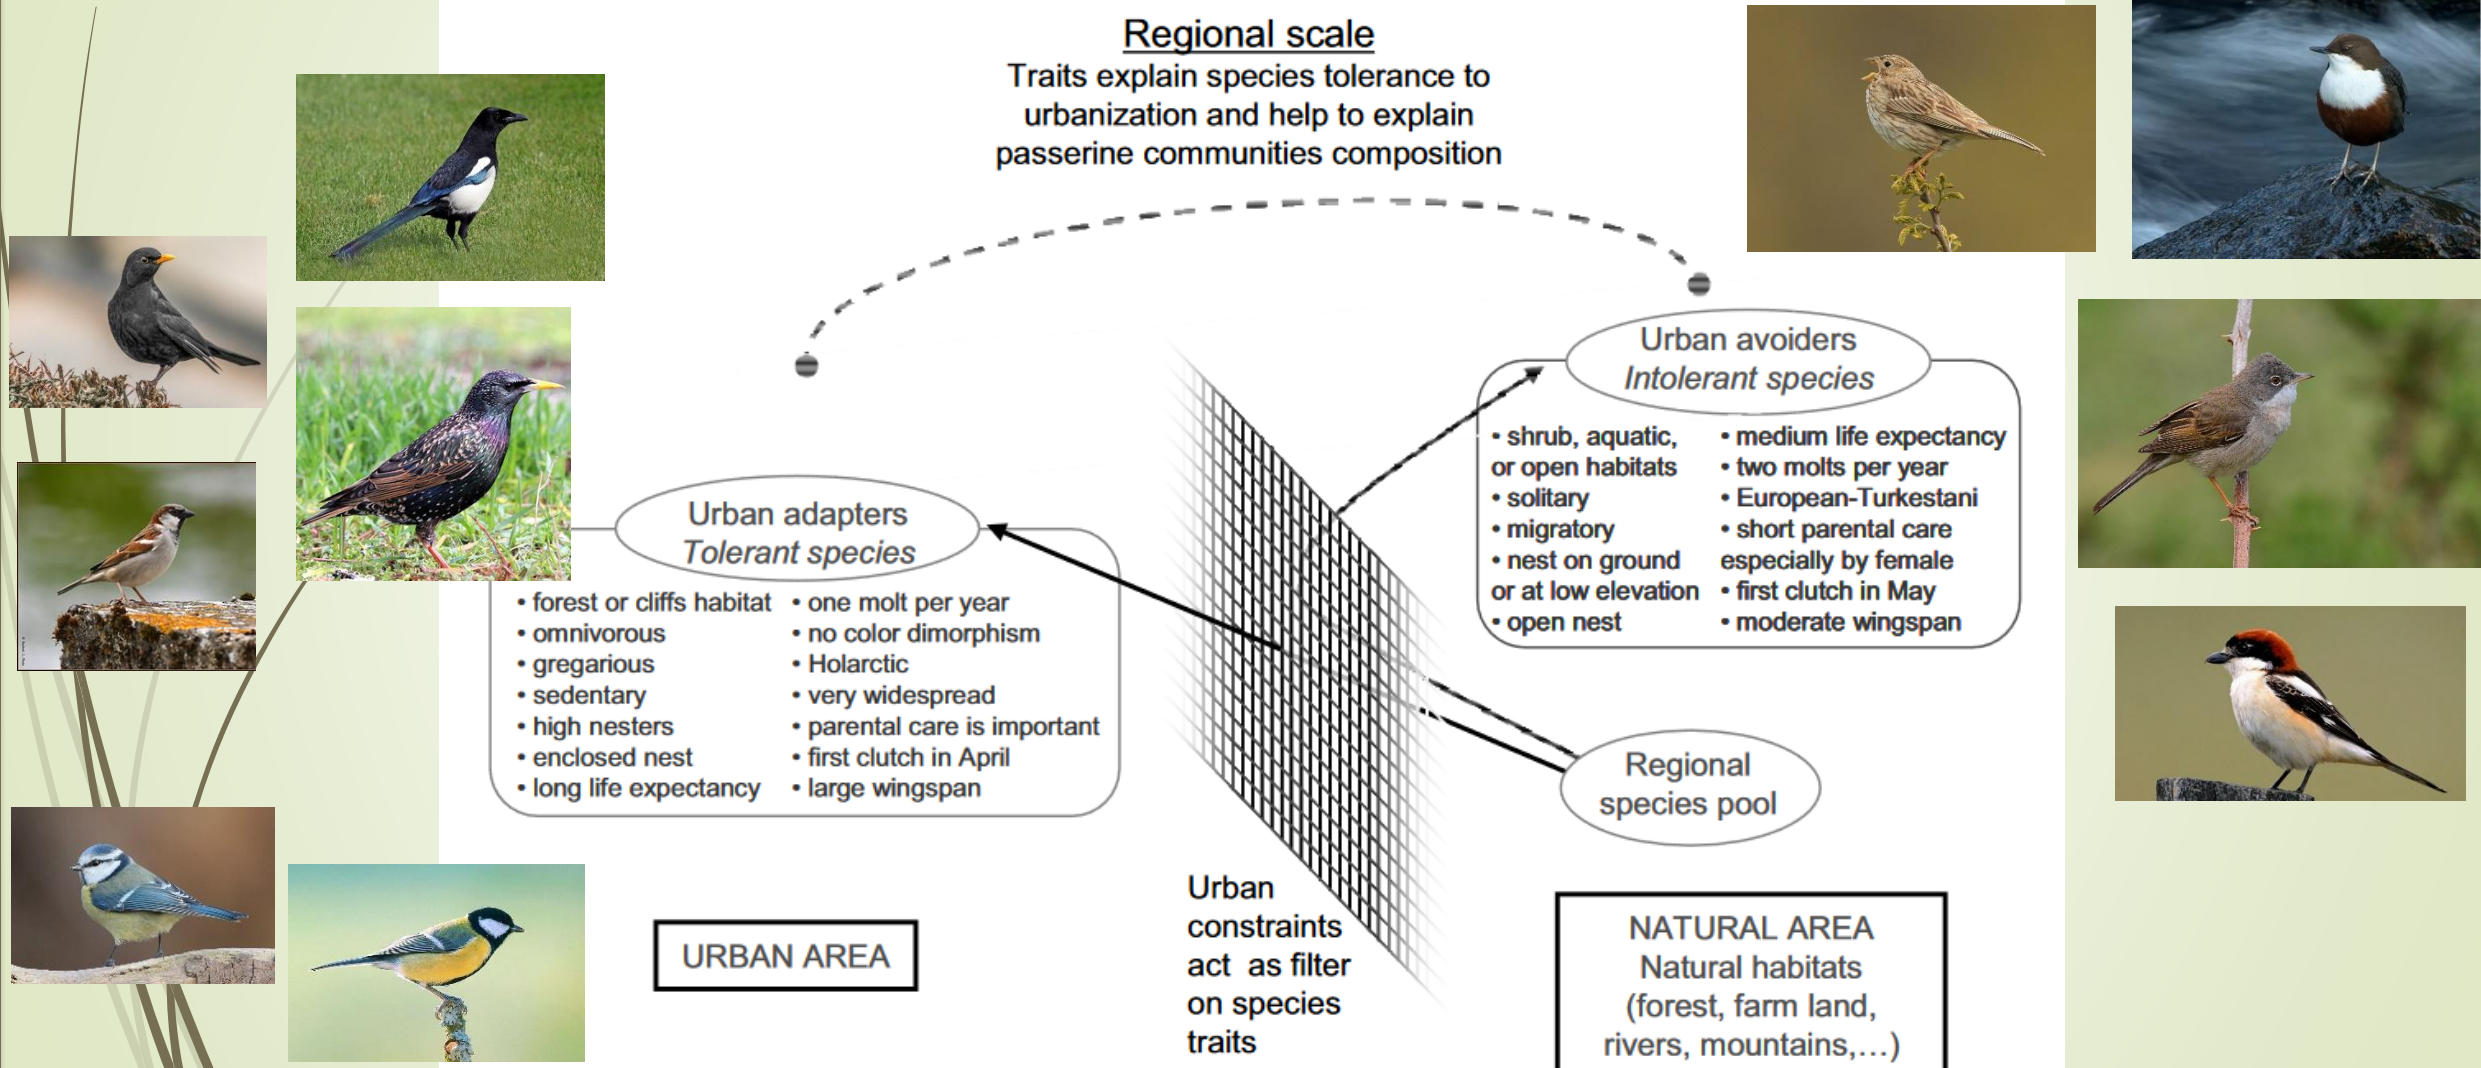 Regional scale
Traits explain species tolerance to
urbanization and help to explain
passerine communities composition
Urban avoiders
Intolerant species
• shrub, aquatic,
or open habitats
• solitary
• migratory
• nest on ground
or at low elevation
• open nest
• medium life expectancy
• two molts per year
• European-Turkestani
• short parental care
especially by female
• first clutch in May
• moderate wingspan
Urban adapters
Tolerant species
• forest or cliffs habitat
• omnivorous
• gregarious
• sedentary
• high nesters
• enclosed nest
• long life expectancy
• one molt per year
• no color dimorphism
• Holarctic
• very widespread
• parental care is important
• first clutch in April
• large wingspan
Regional
species pool
Urban
constraints
act as filter
on species
traits
URBAN AREA
NATURAL AREA
Natural habitats
(forest, farm land,
rivers, mountains,...)